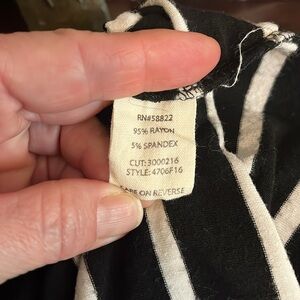 RN#58822
95% RAYON
5% SPANDEX
CUT:3000216
STYLE:4706F16
CARE ON REVERSE